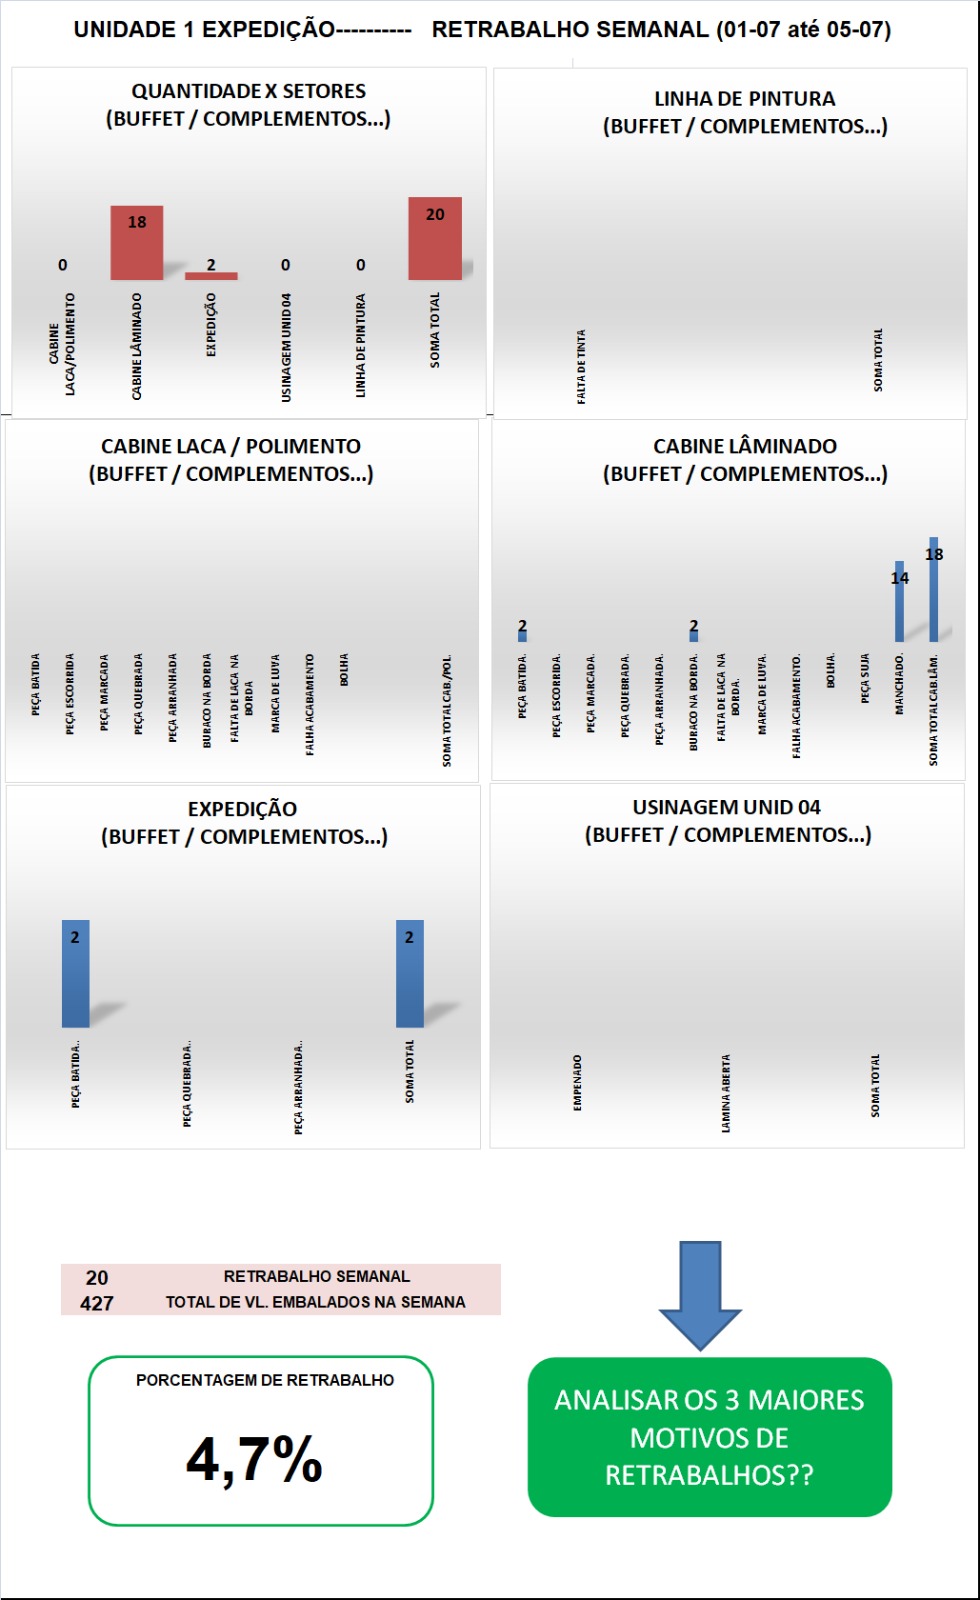 UNIDADE 1 EXPEDIÇÃO---------- RETRABALHO SEMANAL (01-07 até 05-07)
QUANTIDADE X SETORES
(BUFFET / COMPLEMENTOS...)
0
18
2
0
0
20
CABINE
LACA/POLIMENTO
CABINE LÂMINADO
EXPEDIÇÃO
USINAGEM UNID 04
LINHA DE PINTURA
SOMA TOTAL
LINHA DE PINTURA
(BUFFET / COMPLEMENTOS...)
FALTA DE TINTA
SOMA TOTAL
CABINE LACA / POLIMENTO
(BUFFET / COMPLEMENTOS...)
PEÇA BATIDA
PEÇA ESCORRIDA
PEÇA MARCADA
PEÇA QUEBRADA
PEÇA ARRANHADA
BURACO NA BORDA
FALTA DE LACA NA
BORDA
MARCA DE LUVA
FALHA ACABAMENTO
BOLHA
SOMA TOTAL CAB./POL.
CABINE LÂMINADO
(BUFFET / COMPLEMENTOS...)
2
2
14
18
PEÇA BATIDA.
PEÇA ESCORRIDA.
PEÇA MARCADA.
PEÇA QUEBRADA.
PEÇA ARRANHADA.
BURACO NA BORDA.
FALTA DE LACA NA
BORDA.
MARCA DE LUVA.
FALHA ACABAMENTO.
BOLHA.
PEÇA SUJA
MANCHADO.
SOMA TOTAL CAB.LÂM.
EXPEDIÇÃO
(BUFFET / COMPLEMENTOS...)
2
2
PEÇA BATIDA..
PEÇA QUEBRADA..
PEÇA ARRANHADA..
SOMA TOTAL
USINAGEM UNID 04
(BUFFET / COMPLEMENTOS...)
EMPENADO
LAMINA ABERTA
SOMA TOTAL
20 RETRABALHO SEMANAL
427 TOTAL DE VL. EMBALADOS NA SEMANA
PORCENTAGEM DE RETRABALHO
4,7%
ANALISAR OS 3 MAIORES
MOTIVOS DE
RETRABALHOS??